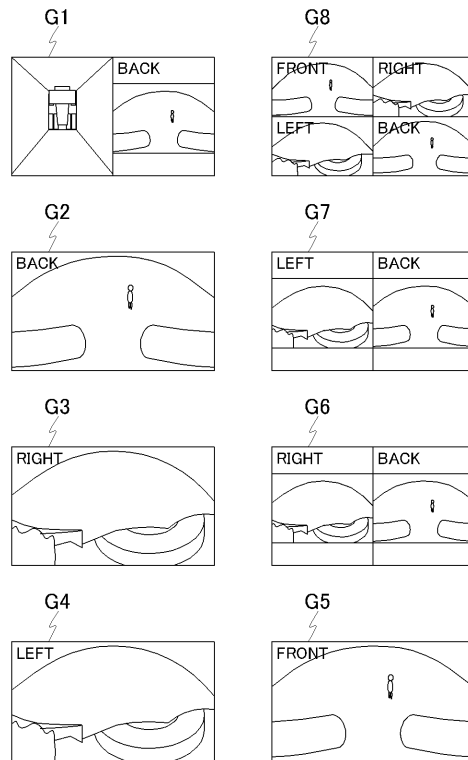 G1
BACK
G8
FRONT
RIGHT
LEFT
BACK
G2
BACK
G7
LEFT
BACK
G3
RIGHT
G6
RIGHT
BACK
G4
LEFT
G5
FRONT